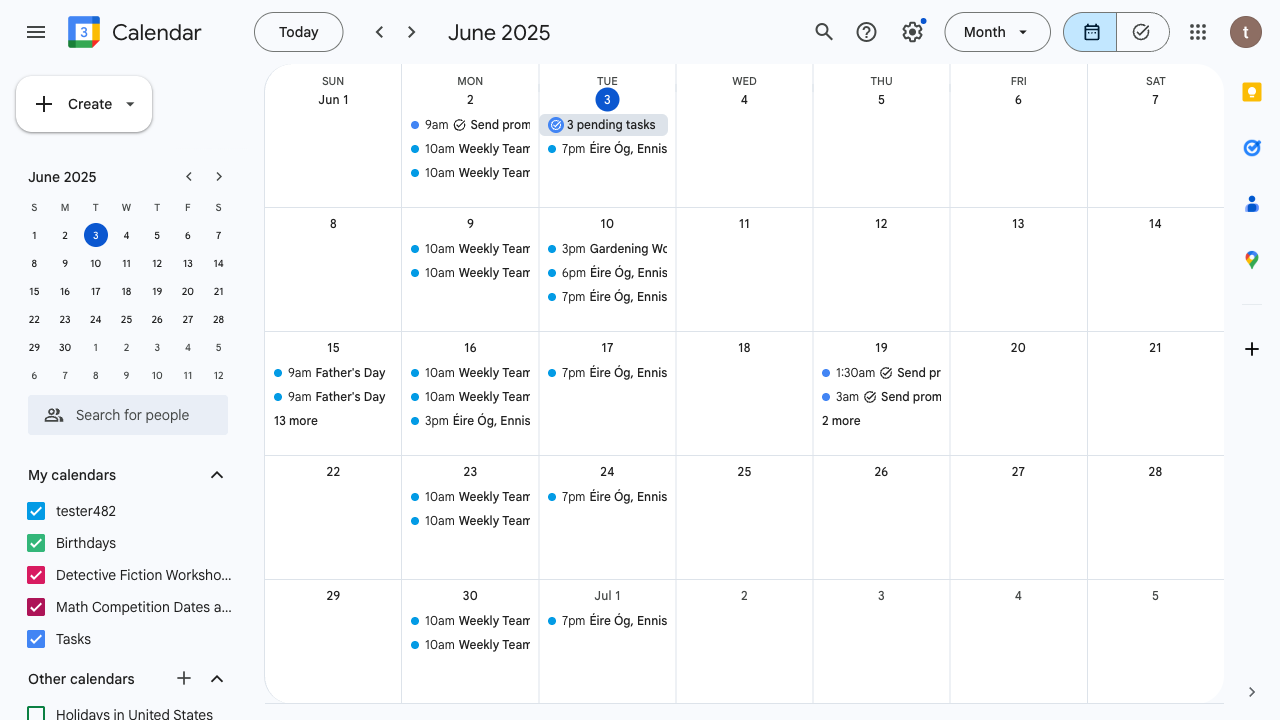 3 Calendar
Today
June 2025
Month
t
Create
June 2025
S M T W T F S
1 2 3 4 5 6 7
8 9 10 11 12 13 14
15 16 17 18 19 20 21
22 23 24 25 26 27 28
29 30 1 2 3 4 5
6 7 8 9 10 11 12
Search for people
My calendars
tester482
Birthdays
Detective Fiction Worksho...
Math Competition Dates a...
Tasks
Other calendars
Holidays in United States
SUN MON TUE WED THU FRI SAT
Jun 1 2 3 4 5 6 7
9am Send prom
10am Weekly Team
10am Weekly Team
3 pending tasks
7pm Éire Óg, Ennis
8 9 10 11 12 13 14
10am Weekly Team
10am Weekly Team
3pm Gardening Wo
6pm Éire Óg, Ennis
7pm Éire Óg, Ennis
15 16 17 18 19 20 21
9am Father's Day
9am Father's Day
13 more
10am Weekly Team
10am Weekly Team
3pm Éire Óg, Ennis
7pm Éire Óg, Ennis
1:30am Send pr
3am Send prom
2 more
22 23 24 25 26 27 28
10am Weekly Team
10am Weekly Team
7pm Éire Óg, Ennis
29 30 Jul 1 2 3 4 5
10am Weekly Team
10am Weekly Team
7pm Éire Óg, Ennis